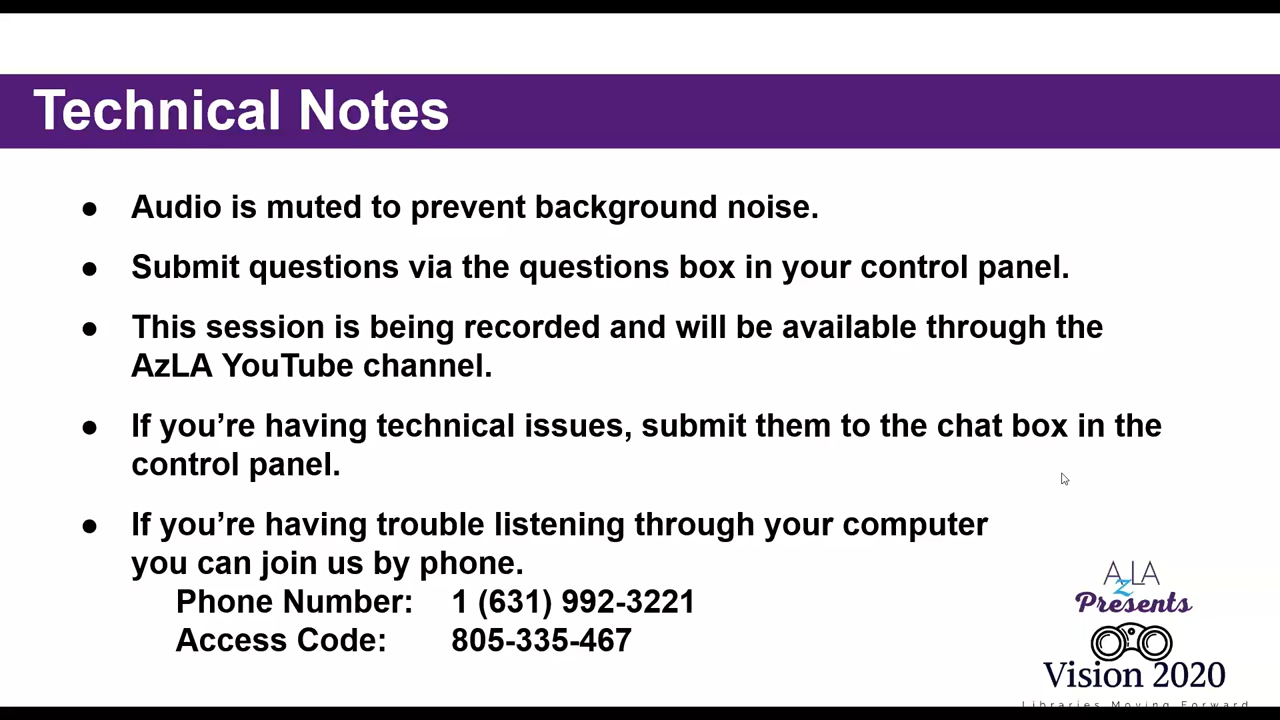 Technical Notes
● Audio is muted to prevent background noise.
● Submit questions via the questions box in your control panel.
● This session is being recorded and will be available through the
AzLA YouTube channel.
● If you’re having technical issues, submit them to the chat box in the
control panel.
● If you’re having trouble listening through your computer
you can join us by phone.
Phone Number: 1 (631) 992-3221
Access Code: 805-335-467
AzLA
Presents
Vision 2020
Libraries Moving Forward